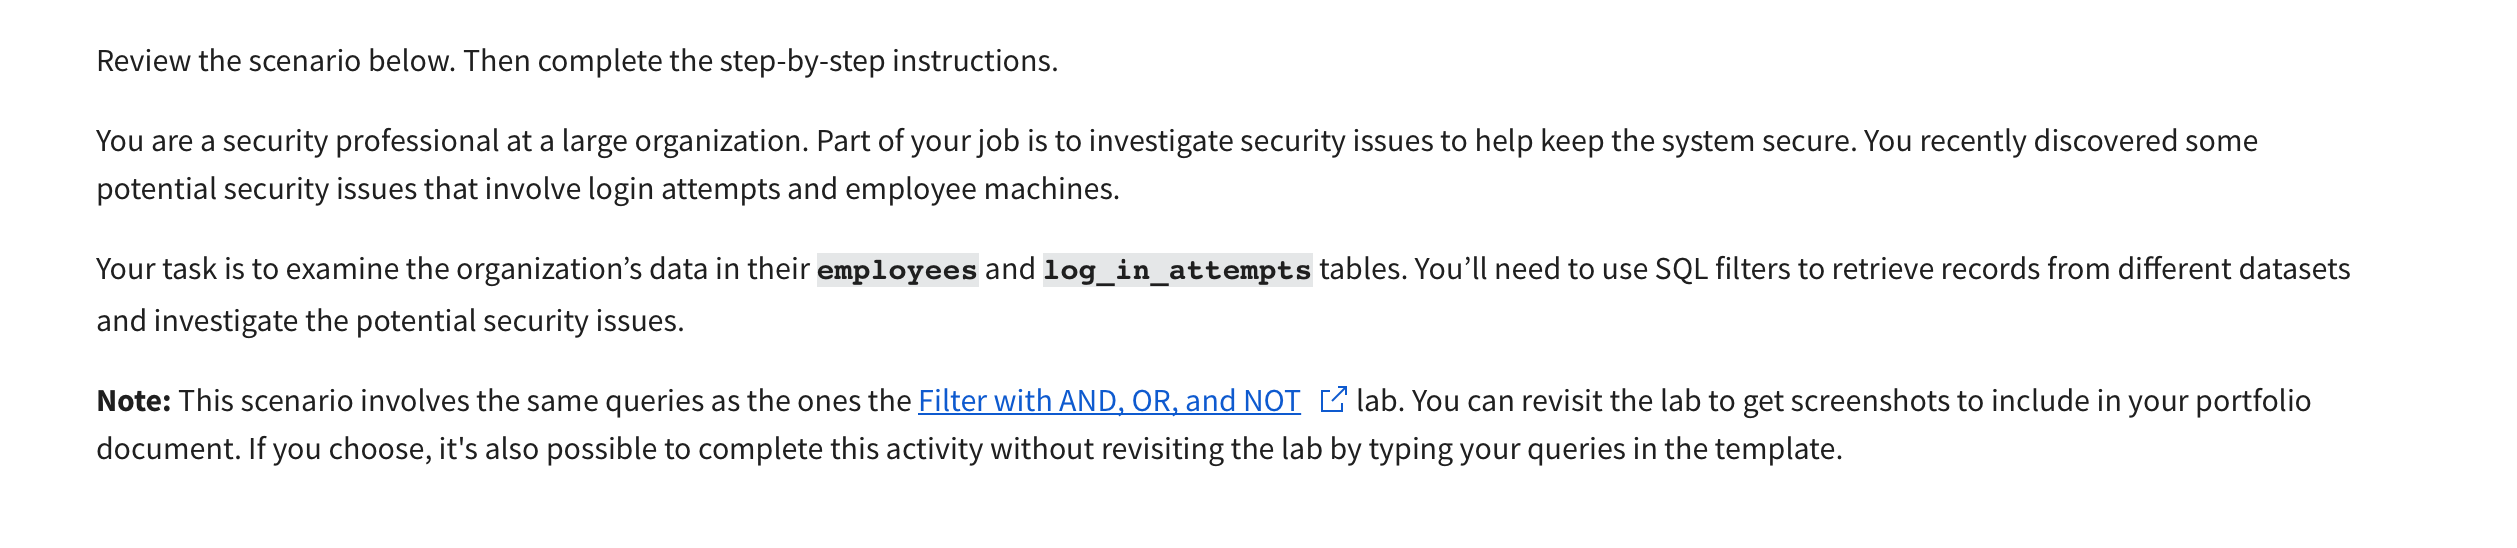 Review the scenario below. Then complete the step-by-step instructions.
You are a security professional at a large organization. Part of your job is to investigate security issues to help keep the system secure. You recently discovered some
potential security issues that involve login attempts and employee machines.
Your task is to examine the organization’s data in their employees and log_in_attempts tables. You’ll need to use SQL filters to retrieve records from different datasets
and investigate the potential security issues.
Note: This scenario involves the same queries as the ones the Filter with AND, OR, and NOT lab. You can revisit the lab to get screenshots to include in your portfolio
document. If you choose, it's also possible to complete this activity without revisiting the lab by typing your queries in the template.